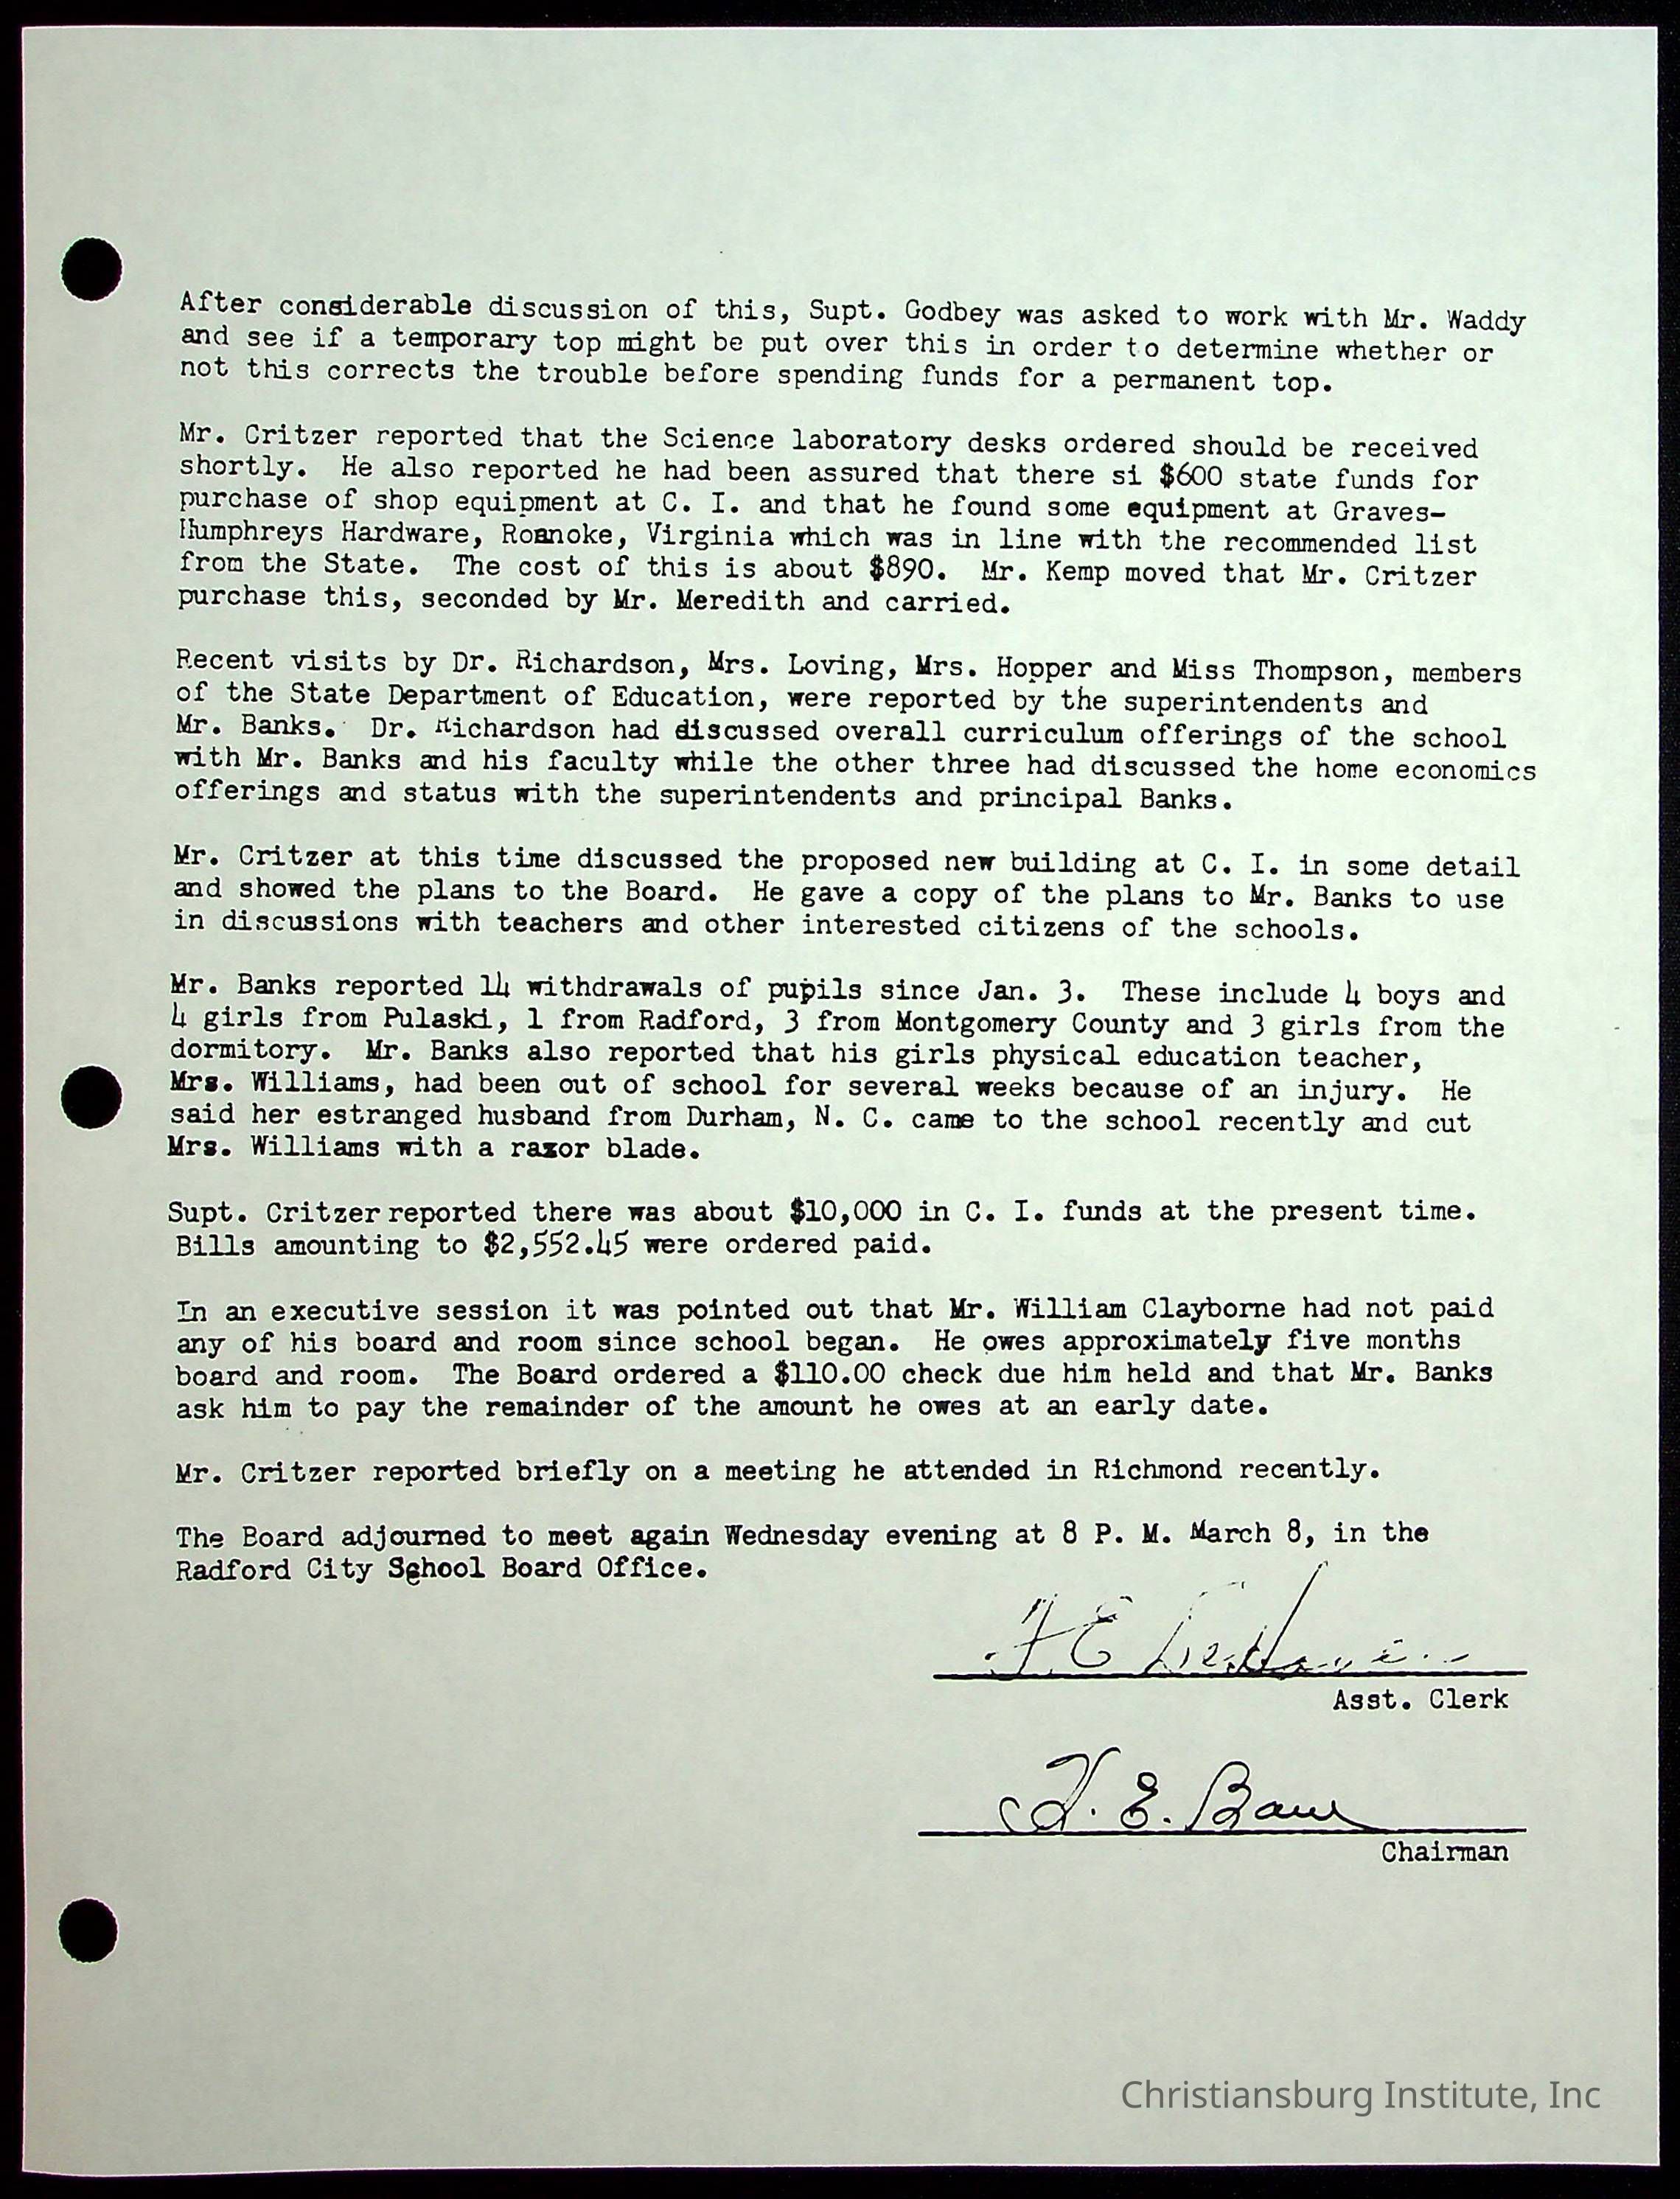 After considerable discussion of this, Supt. Godbey was asked to work with Mr. Waddy
and see if a temporary top might be put over this in order to determine whether or
not this corrects the trouble before spending funds for a permanent top.
Mr. Critzer reported that the Science laboratory desks ordered should be received
shortly. He also reported he had been assured that there si $600 state funds for
purchase of shop equipment at C. I. and that he found some equipment at Graves-
Humphreys Hardware, Roanoke, Virginia which was in line with the recommended list
from the State. The cost of this is about $890. Mr. Kemp moved that Mr. Critzer
purchase this, seconded by Mr. Meredith and carried.
Recent visits by Dr. Richardson, Mrs. Loving, Mrs. Hopper and Miss Thompson, members
of the State Department of Education, were reported by the superintendents and
Mr. Banks. Dr. Richardson had discussed overall curriculum offerings of the school
with Mr. Banks and his faculty while the other three had discussed the home economics
offerings and status with the superintendents and principal Banks.
Mr. Critzer at this time discussed the proposed new building at C. I. in some detail
and showed the plans to the Board. He gave a copy of the plans to Mr. Banks to use
in discussions with teachers and other interested citizens of the schools.
Mr. Banks reported 14 withdrawals of pupils since Jan. 3. These include 4 boys and
4 girls from Pulaski, 1 from Radford, 3 from Montgomery County and 3 girls from the
dormitory. Mr. Banks also reported that his girls physical education teacher,
Mrs. Williams, had been out of school for several weeks because of an injury. He
said her estranged husband from Durham, N. C. came to the school recently and cut
Mrs. Williams with a razor blade.
Supt. Critzer reported there was about $10,000 in C. I. funds at the present time.
Bills amounting to $2,552.45 were ordered paid.
In an executive session it was pointed out that Mr. William Clayborne had not paid
any of his board and room since school began. He owes approximately five months
board and room. The Board ordered a $110.00 check due him held and that Mr. Banks
ask him to pay the remainder of the amount he owes at an early date.
Mr. Critzer reported briefly on a meeting he attended in Richmond recently.
The Board adjourned to meet again Wednesday evening at 8 P. M. March 8, in the
Radford City School Board Office.
Asst. Clerk
Chairman
Christiansburg Institute, Inc